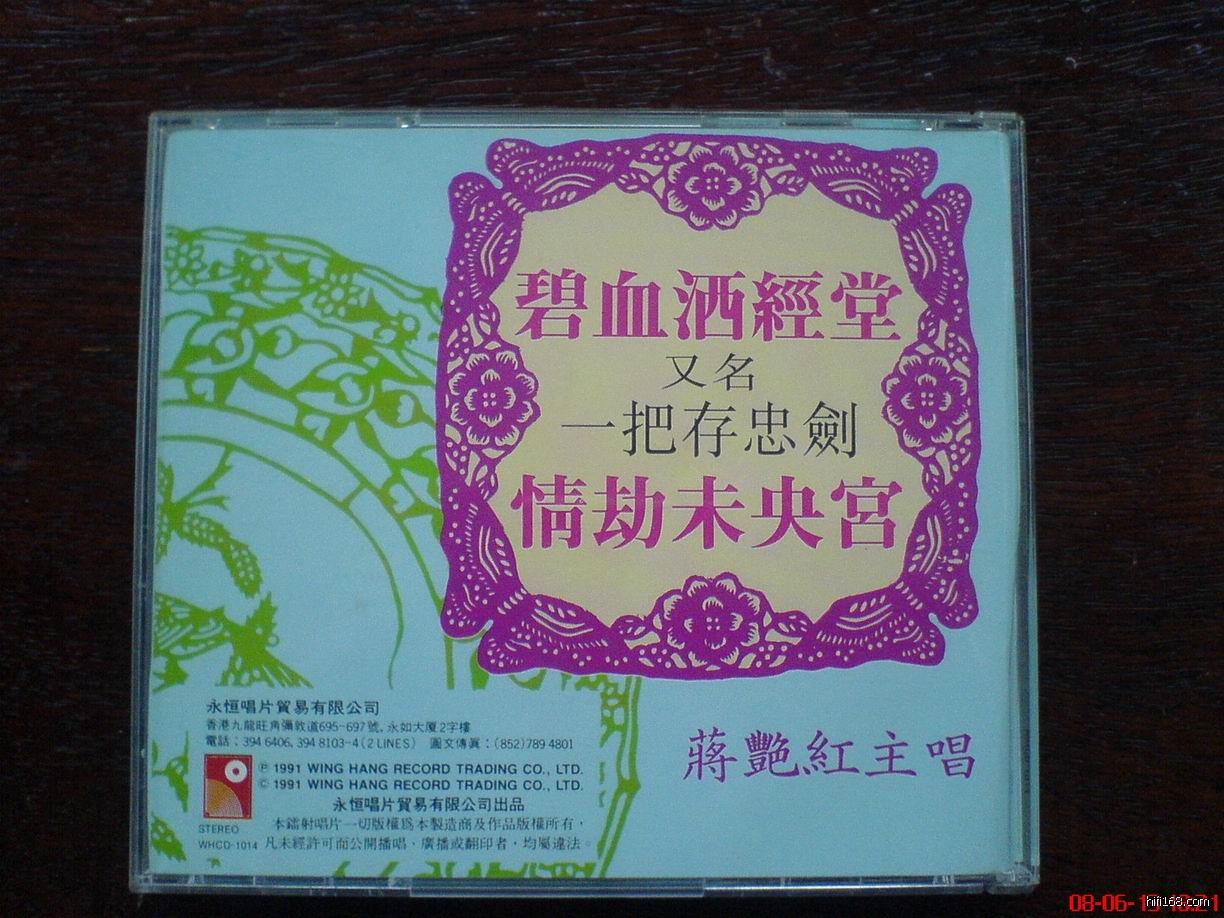 碧血洒經堂
又名
一把存忠劍
情劫未央宮
蔣艷紅主唱
永恒唱片貿易有限公司
香港九龍旺角彌敦道695-697號,永如大厦2字樓
電話：394 6406, 394 8103-4 (2 LINES) 圖文傳眞：(852) 789 4801
℗ 1991 WING HANG RECORD TRADING CO., LTD.
© 1991 WING HANG RECORD TRADING CO., LTD.
永恒唱片貿易有限公司出品
STEREO
本鐳射唱片一切版權爲本製造商及作品版權所有，
WHCD-1014 凡未經許可而公開播唱、廣播或翻印者，均屬違法。
hifi168.com